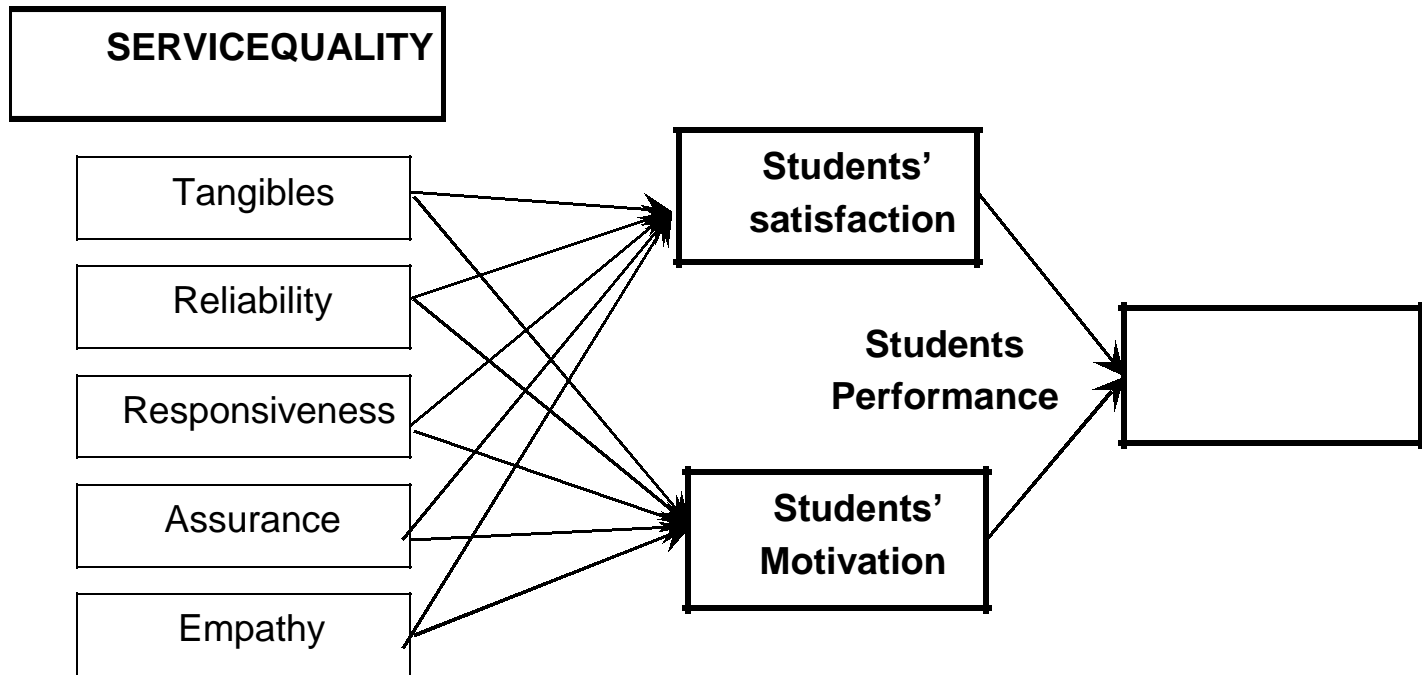 SERVICEQUALITY
Tangibles
Reliability
Responsiveness
Assurance
Empathy
Students’
satisfaction
Students
Performance
Students’
Motivation